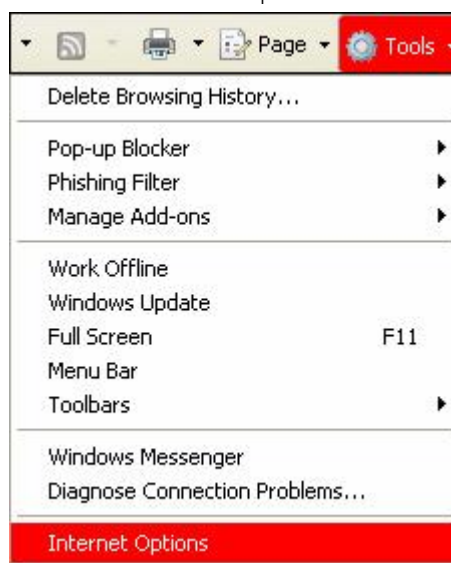 Page Tools
Delete Browsing History...
Pop-up Blocker
Phishing Filter
Manage Add-ons
Work Offline
Windows Update
Full Screen F11
Menu Bar
Toolbars
Windows Messenger
Diagnose Connection Problems...
Internet Options